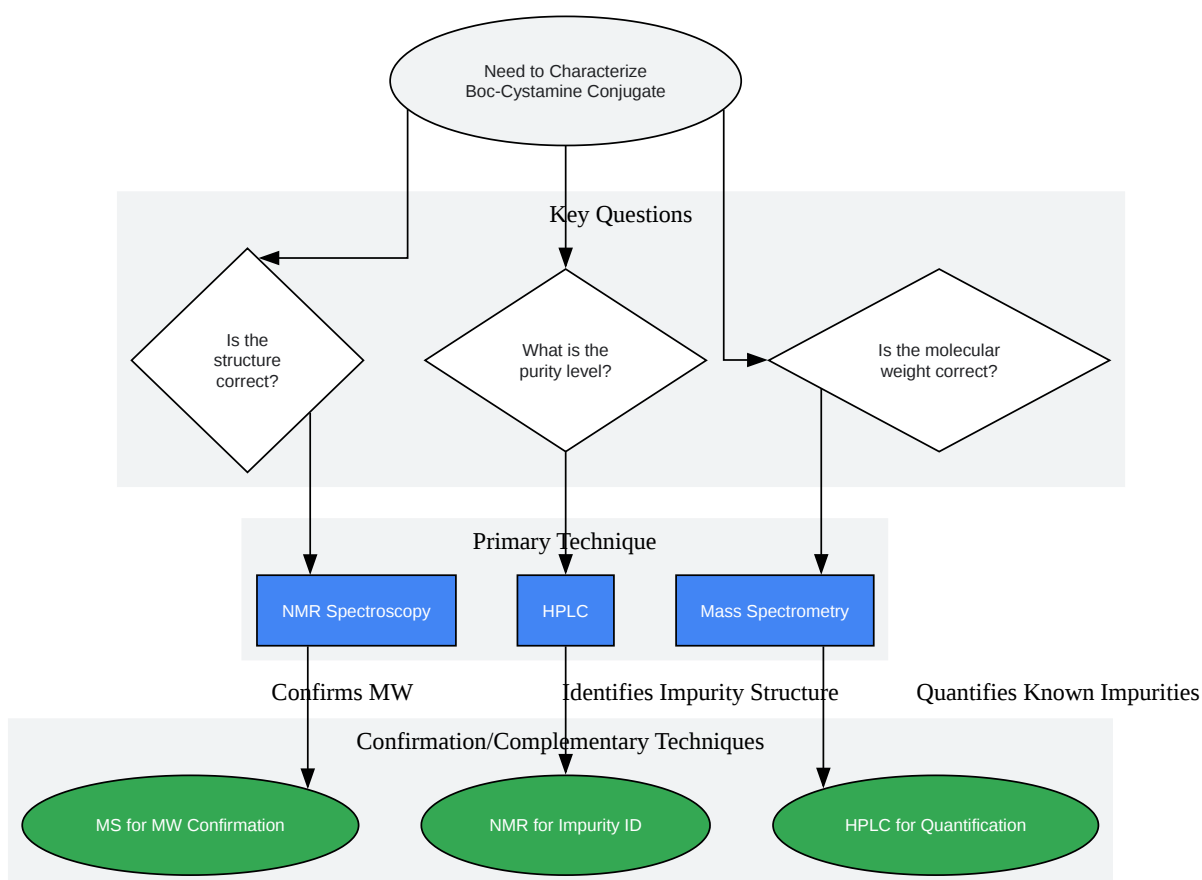 Need to Characterize
Boc-Cystamine Conjugate
Key Questions
Is the
structure
correct?
What is the
purity level?
Is the molecular
weight correct?
Primary Technique
NMR Spectroscopy
HPLC
Mass Spectrometry
Confirms MW
Identifies Impurity Structure
Quantifies Known Impurities
Confirmation/Complementary Techniques
MS for MW Confirmation
NMR for Impurity ID
HPLC for Quantification